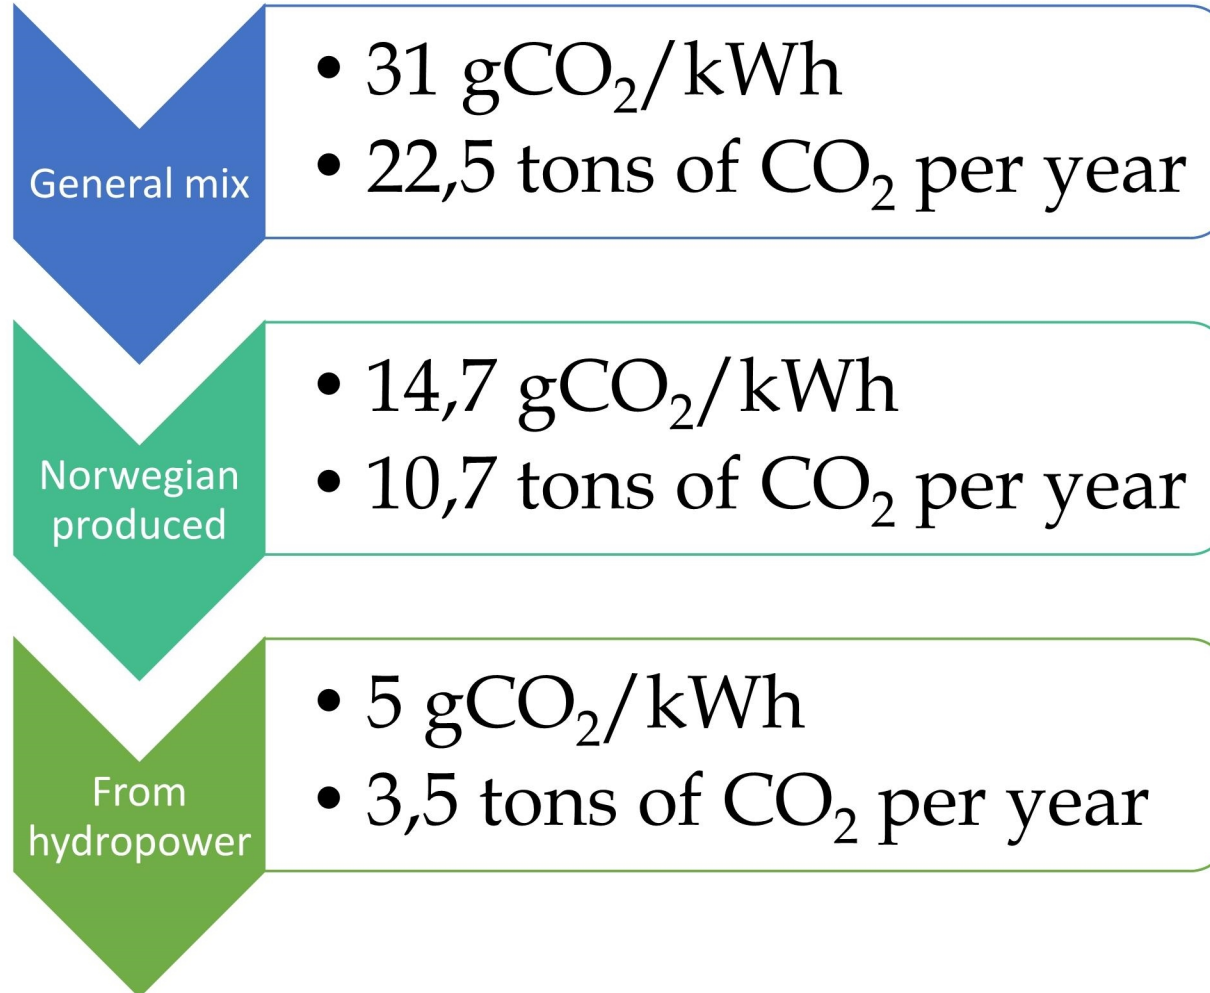 General mix
• 31 gCO₂/kWh
• 22,5 tons of CO₂ per year
Norwegian
produced
• 14,7 gCO₂/kWh
• 10,7 tons of CO₂ per year
From
hydropower
• 5 gCO₂/kWh
• 3,5 tons of CO₂ per year